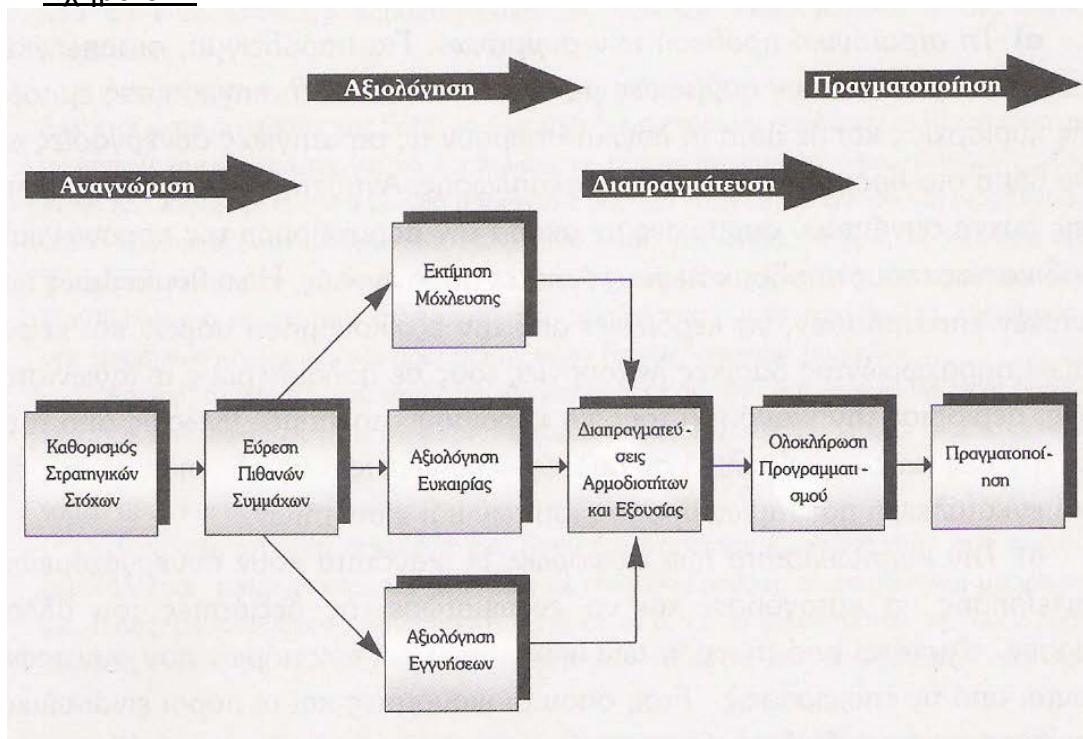 Αξιολόγηση
Πραγματοποίηση
Αναγνώριση
Διαπραγμάτευση
Εκτίμηση
Μόχλευσης
Καθορισμός
Στρατηγικών
Στόχων
Εύρεση
Πιθανών
Συμμάχων
Αξιολόγηση
Ευκαιρίας
Διαπραγματεύ-
σεις
Αρμοδιοτήτων
και Εξουσίας
Ολοκλήρωση
Προγραμματι -
σμού
Πραγματοποί-
ηση
Αξιολόγηση
Εγγυήσεων